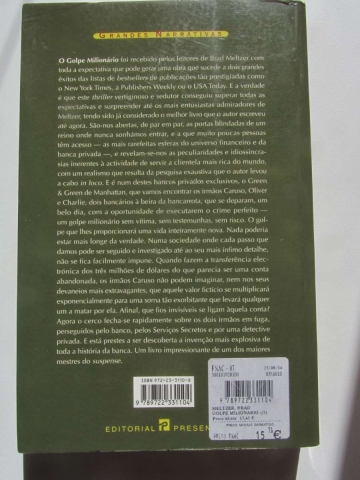 GRANDES NARRATIVAS
O Golpe Milionário foi recebido pelos leitores de Brad Meltzer com
toda a expectativa que pode gerar uma obra que sucede a dois grandes
êxitos das listas de bestsellers de publicações tão prestigiadas como
o New York Times, a Publishers Weekly ou o USA Today. E a verdade
é que este thriller vertiginoso e sedutor conseguiu superar todas as
expectativas e surpreender até os mais entusiastas admiradores de
Meltzer, tendo sido já considerado o melhor livro que o autor escreveu
até agora. São-nos abertas, de par em par, as portas blindadas de um
reino onde nunca sonhámos entrar, e a que muito poucas pessoas
têm acesso — as mais rarefeitas esferas do universo financeiro e da
banca privada —, e revelam-se-nos as peculiaridades e idiossincra-
sias inerentes à actividade de servir a clientela mais rica do mundo,
com um realismo que resulta da pesquisa exaustiva que o autor levou
a cabo in loco. E é num destes bancos privados exclusivos, o Green
& Green de Manhattan, que vamos encontrar os irmãos Caruso, Oliver
e Charlie, dois bancários à beira da bancarrota, que se deparam, um
belo dia, com a oportunidade de executarem o crime perfeito —
um golpe milionário sem vítima, sem testemunhas, sem risco. O gol-
pe que lhes proporcionará uma vida inteiramente nova. Nada poderia
estar mais longe da verdade. Numa sociedade onde cada passo que
damos pode ser seguido e investigado até ao seu mais ínfimo detalhe,
não se fica facilmente impune. Quando fazem a transferência elec-
trónica dos três milhões de dólares do que parecia ser uma conta
abandonada, os irmãos Caruso não podem imaginar, nem nos seus
devaneios mais extravagantes, que aquele valor fictício se multiplicará
exponencialmente para uma soma tão exorbitante que levará qualquer
um a matar por ela. Afinal, que fios invisíveis se ligam àquela conta?
Agora o cerco fecha-se rapidamente sobre os dois irmãos em fuga,
perseguidos pelo banco, pelos Serviços Secretos e por uma detective
privada. E está prestes a ser descoberta a invenção mais explosiva de
toda a história da banca. Um livro impressionante de um dos maiores
mestres do suspense.
ISBN 972-23-3110-8
9 789722 331104
EDITORIAL PRESENÇA
FNAC
9 789722 331104
MELTZER, BRAD
GOLPE MILIONARIO (O)
15 €